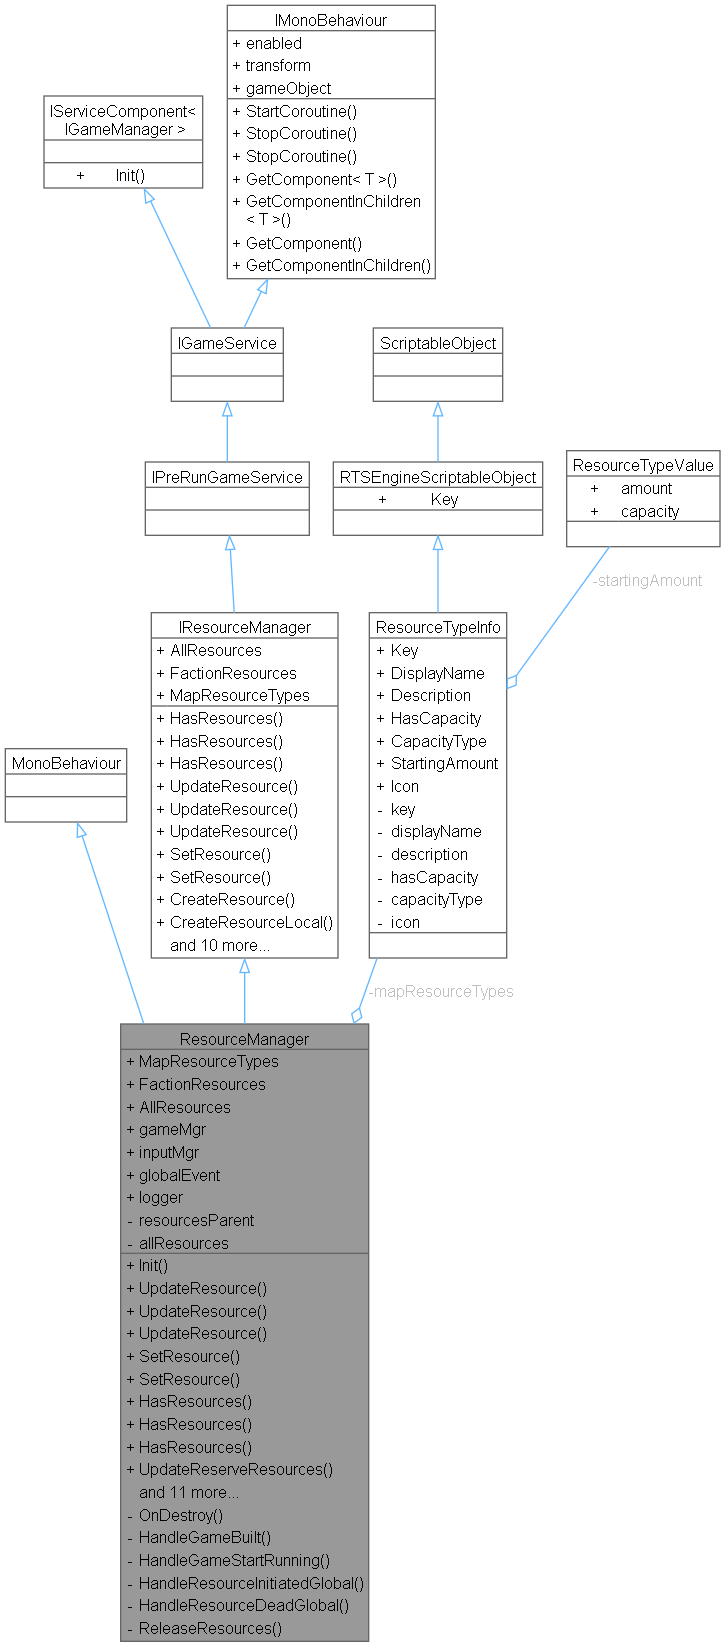 IMonoBehaviour
+ enabled
+ transform
+ gameObject
+ StartCoroutine()
+ StopCoroutine()
+ StopCoroutine()
+ GetComponent< T >()
+ GetComponentInChildren
< T >()
+ GetComponent()
+ GetComponentInChildren()
IServiceComponent<
IGameManager >
+ Init()
IGameService
ScriptableObject
IPreRunGameService
RTSEngineScriptableObject
+ Key
ResourceTypeValue
+ amount
+ capacity
-startingAmount
IResourceManager
+ AllResources
+ FactionResources
+ MapResourceTypes
+ HasResources()
+ HasResources()
+ HasResources()
+ UpdateResource()
+ UpdateResource()
+ UpdateResource()
+ SetResource()
+ SetResource()
+ CreateResource()
+ CreateResourceLocal()
and 10 more...
ResourceTypeInfo
+ Key
+ DisplayName
+ Description
+ HasCapacity
+ CapacityType
+ StartingAmount
+ Icon
- key
- displayName
- description
- hasCapacity
- capacityType
- icon
MonoBehaviour
-mapResourceTypes
ResourceManager
+ MapResourceTypes
+ FactionResources
+ AllResources
+ gameMgr
+ inputMgr
+ globalEvent
+ logger
- resourcesParent
- allResources
+ Init()
+ UpdateResource()
+ UpdateResource()
+ UpdateResource()
+ SetResource()
+ SetResource()
+ HasResources()
+ HasResources()
+ HasResources()
+ UpdateReserveResources()
and 11 more...
- OnDestroy()
- HandleGameBuilt()
- HandleGameStartRunning()
- HandleResourceInitiatedGlobal()
- HandleResourceDeadGlobal()
- ReleaseResources()